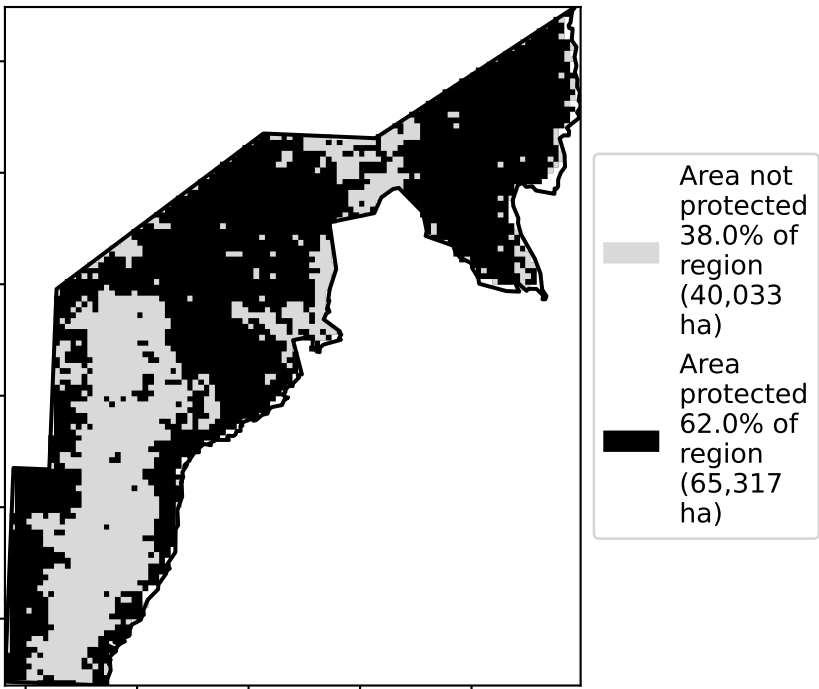 Area not
protected
38.0% of
region
(40,033
ha)
Area
protected
62.0% of
region
(65,317
ha)